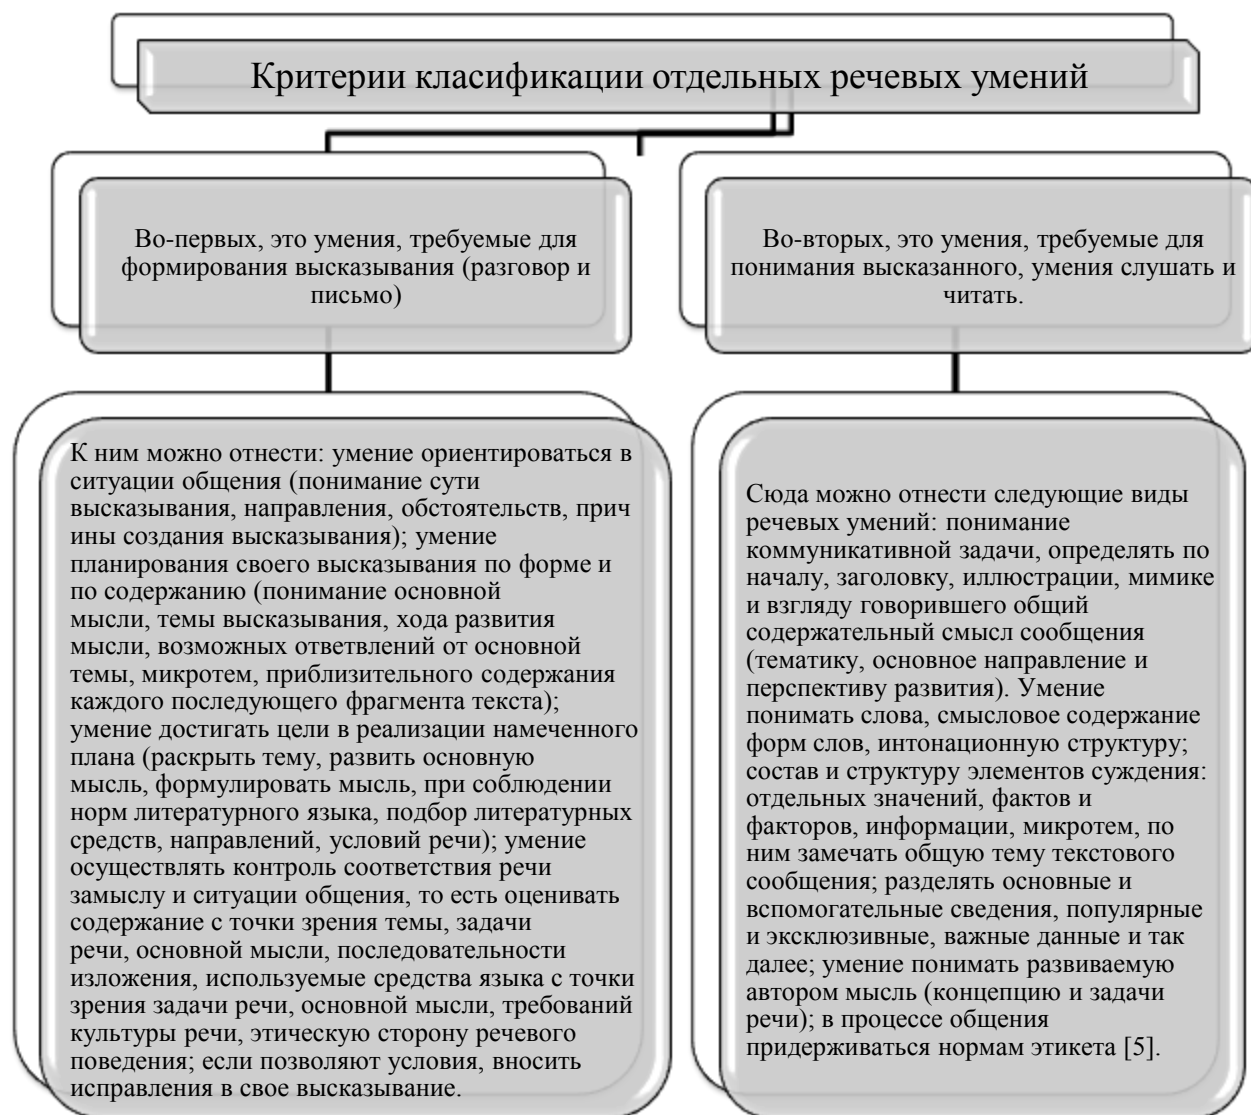 Критерии класификации отдельных речевых умений
Во-первых, это умения, требуемые для
формирования высказывания (разговор и
письмо)
Во-вторых, это умения, требуемые для
понимания высказанного, умения слушать и
читать.
К ним можно отнести: умение ориентироваться в
ситуации общения (понимание сути
высказывания, направления, обстоятельств, прич
ины создания высказывания); умение
планирования своего высказывания по форме и
по содержанию (понимание основной
мысли, темы высказывания, хода развития
мысли, возможных ответвлений от основной
темы, микротем, приблизительного содержания
каждого последующего фрагмента текста);
умение достигать цели в реализации намеченного
плана (раскрыть тему, развить основную
мысль, формулировать мысль, при соблюдении
норм литературного языка, подбор литературных
средств, направлений, условий речи); умение
осуществлять контроль соответствия речи
замыслу и ситуации общения, то есть оценивать
содержание с точки зрения темы, задачи
речи, основной мысли, последовательности
изложения, используемые средства языка с точки
зрения задачи речи, основной мысли, требований
культуры речи, этическую сторону речевого
поведения; если позволяют условия, вносить
исправления в свое высказывание.
Сюда можно отнести следующие виды
речевых умений: понимание
коммуникативной задачи, определять по
началу, заголовку, иллюстрации, мимике
и взгляду говорившего общий
содержательный смысл сообщения
(тематику, основное направление и
перспективу развития). Умение
понимать слова, смысловое содержание
форм слов, интонационную структуру;
состав и структуру элементов суждения:
отдельных значений, фактов и
факторов, информации, микротем, по
ним замечать общую тему текстового
сообщения; разделять основные и
вспомогательные сведения, популярные
и эксклюзивные, важные данные и так
далее; умение понимать развиваемую
автором мысль (концепцию и задачи
речи); в процессе общения
придерживаться нормам этикета [5].